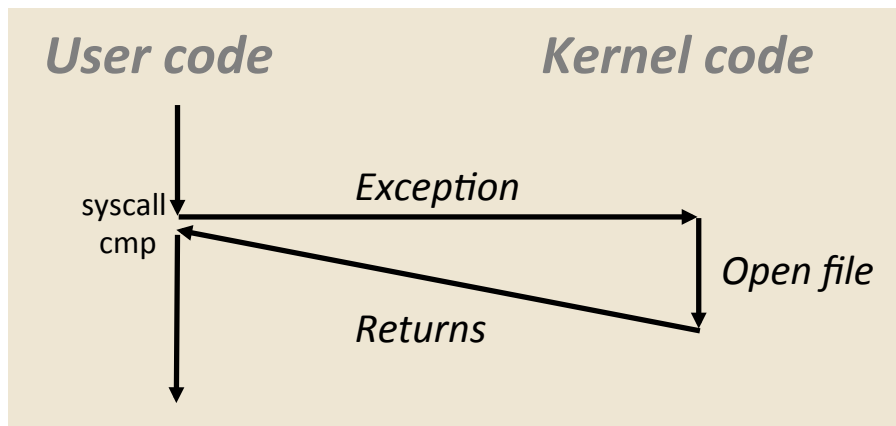 User code
Kernel code
Exception
syscall
cmp
Open file
Returns